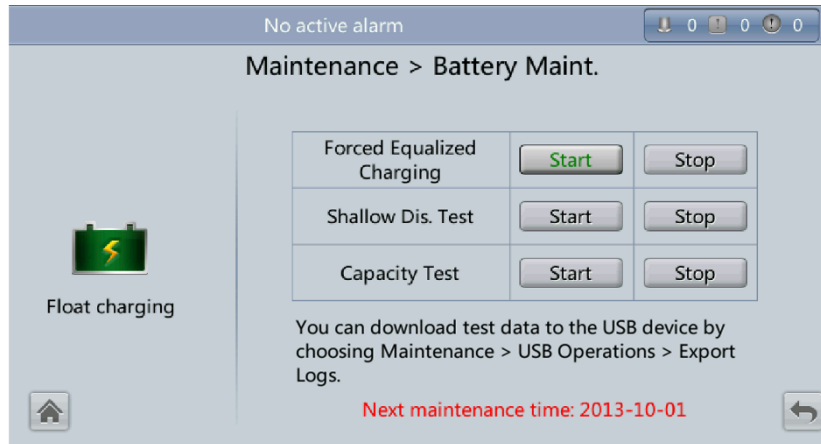 No active alarm
0 0 0
Maintenance > Battery Maint.
Forced Equalized
Charging
Start
Stop
Shallow Dis. Test
Start
Stop
Capacity Test
Start
Stop
Float charging
You can download test data to the USB device by
choosing Maintenance > USB Operations > Export
Logs.
Next maintenance time: 2013-10-01